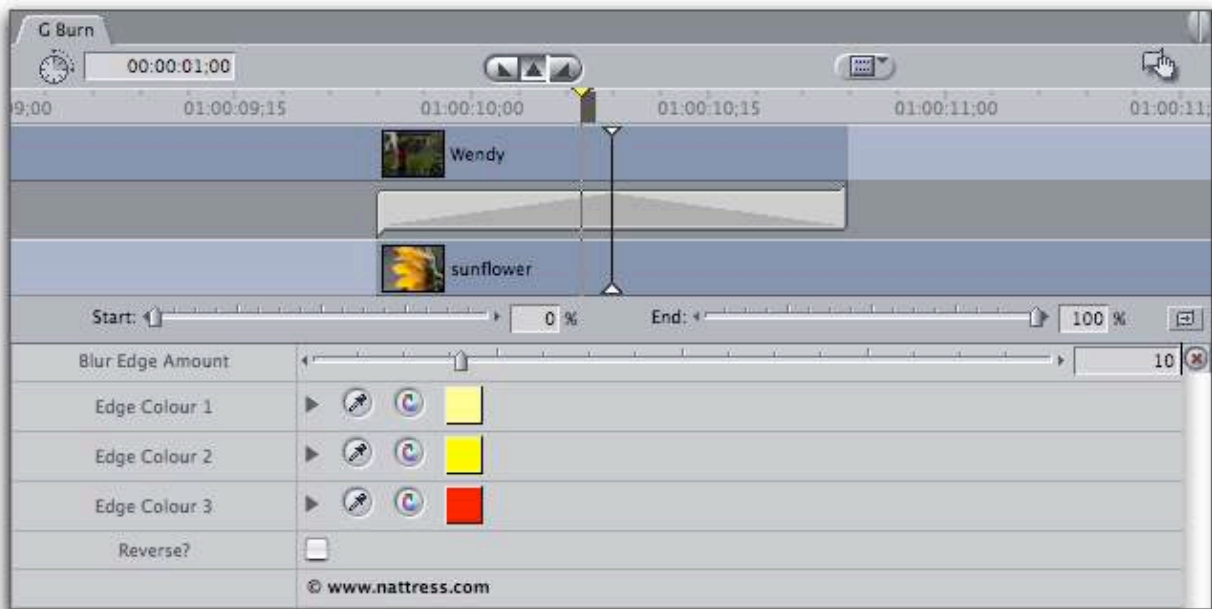 G Burn
00:00:01;00
09;00 01:00:09;15 01:00:10;00 01:00:10;15 01:00:11;00 01:00:11;
Wendy
sunflower
Start: 0 % End: 100 %
Blur Edge Amount 10
Edge Colour 1
Edge Colour 2
Edge Colour 3
Reverse?
© www.nattress.com